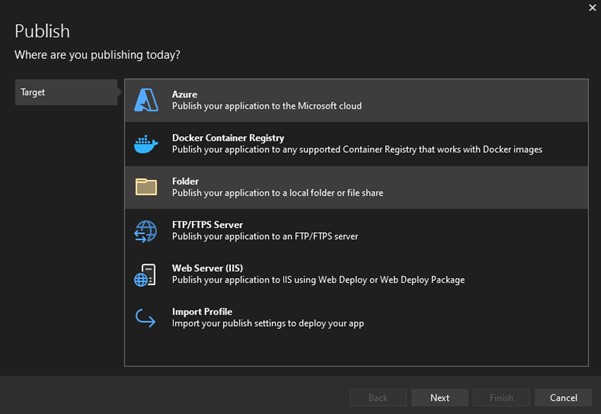 Publish
Where are you publishing today?
Target
Azure
Publish your application to the Microsoft cloud
Docker Container Registry
Publish your application to any supported Container Registry that works with Docker images
Folder
Publish your application to a local folder or file share
FTP/FTPS Server
Publish your application to an FTP/FTPS server
Web Server (IIS)
Publish your application to IIS using Web Deploy or Web Deploy Package
Import Profile
Import your publish settings to deploy your app
Back Next Finish Cancel